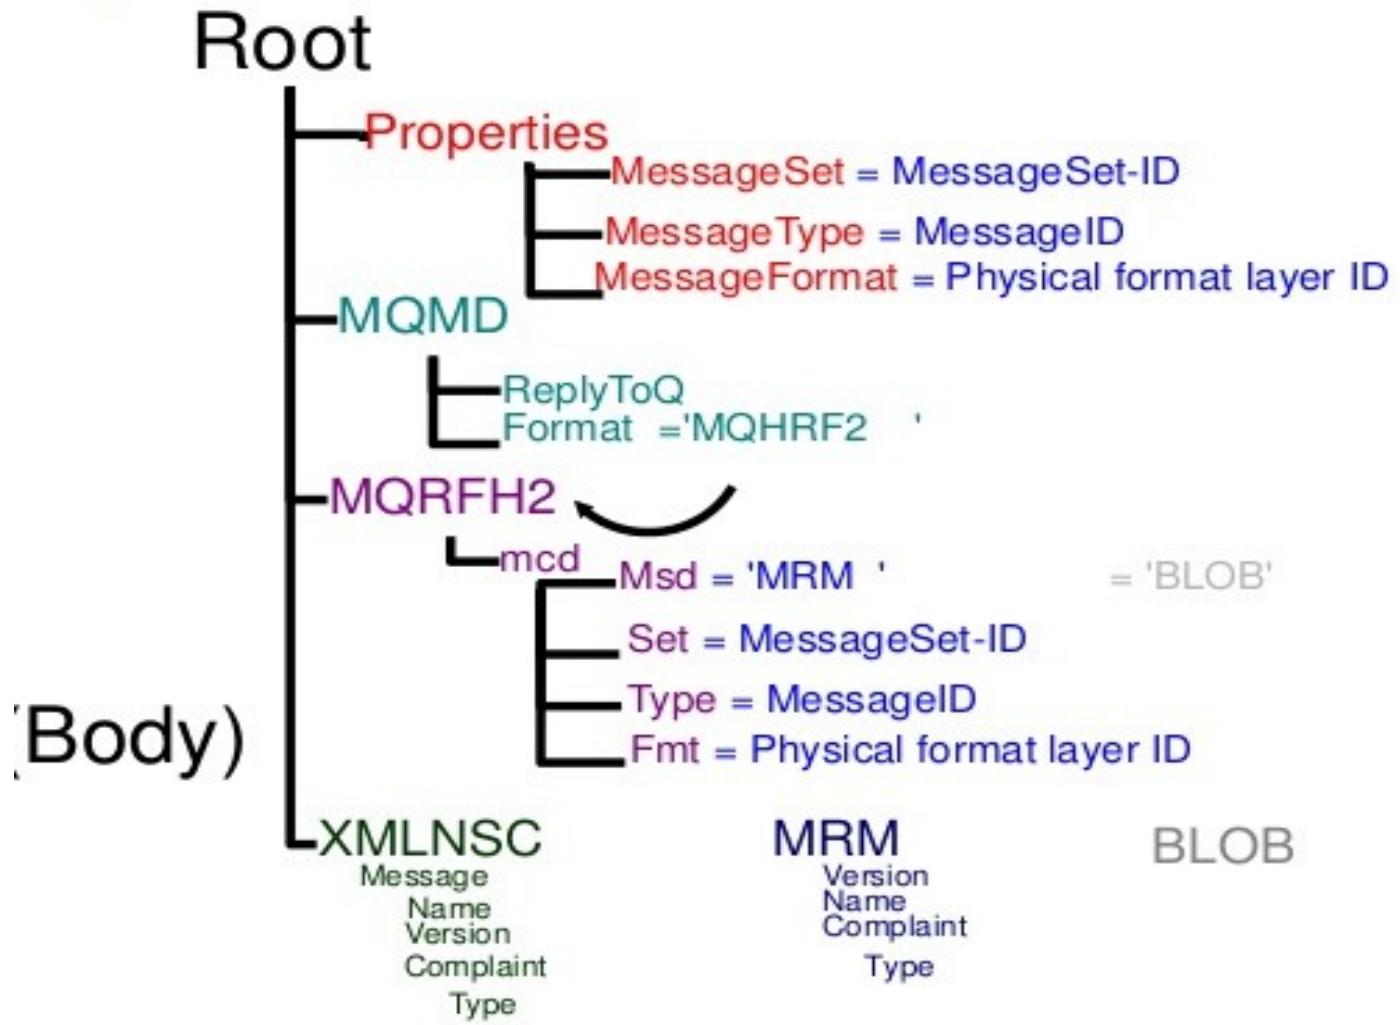 Root
Properties
MessageSet = MessageSet-ID
MessageType = MessageID
MessageFormat = Physical format layer ID
MQMD
ReplyToQ
Format ='MQHRF2 '
MQRFH2
mcd
Msd = 'MRM ' = 'BLOB'
Set = MessageSet-ID
Type = MessageID
(Body)
Fmt = Physical format layer ID
XMLNSC MRM BLOB
Message Version
Name Name
Version Complaint
Complaint Type
Type